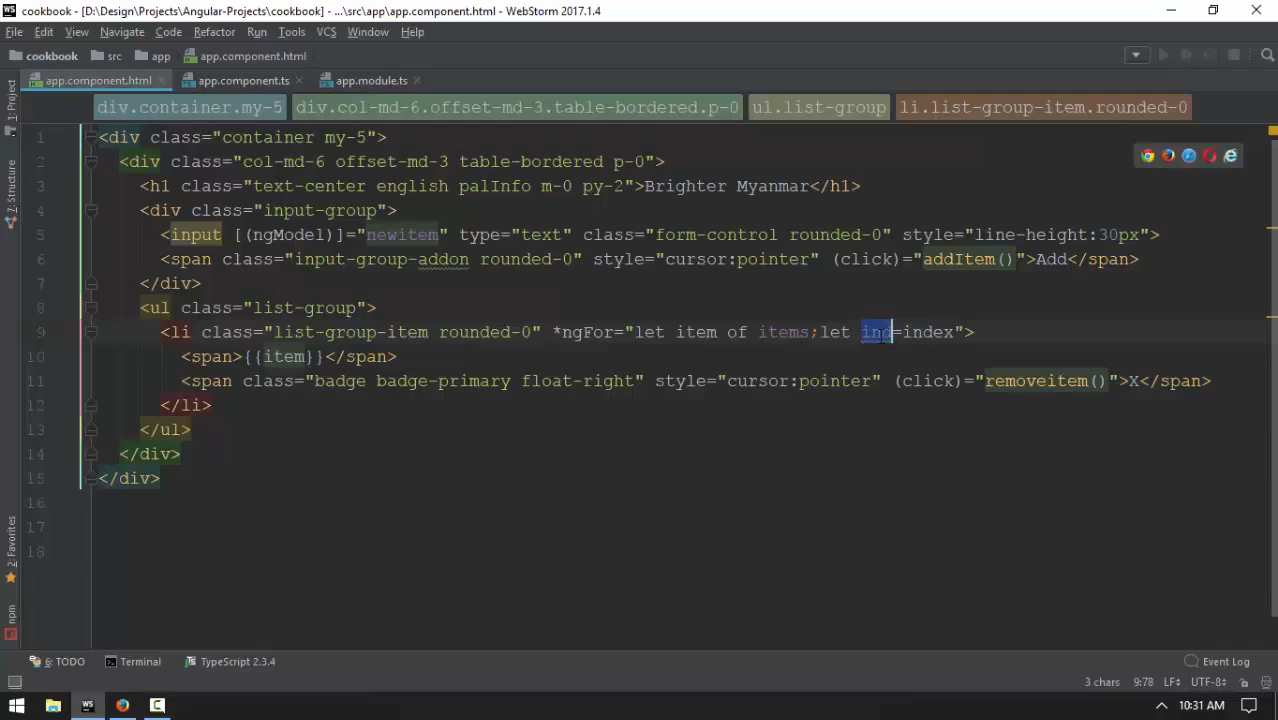 cookbook - [D:\Design\Projects\Angular-Projects\cookbook] - ...\src\app\app.component.html - WebStorm 2017.1.4
File Edit View Navigate Code Refactor Run Tools VCS Window Help
cookbook src app app.component.html
app.component.html app.component.ts app.module.ts
div.container.my-5 div.col-md-6.offset-md-3.table-bordered.p-0 ul.list-group li.list-group-item.rounded-0
1 <div class="container my-5">
2 <div class="col-md-6 offset-md-3 table-bordered p-0">
3 <h1 class="text-center english palInfo m-0 py-2">Brighter Myanmar</h1>
4 <div class="input-group">
5 <input [(ngModel)]="newitem" type="text" class="form-control rounded-0" style="line-height:30px">
6 <span class="input-group-addon rounded-0" style="cursor:pointer" (click)="addItem()">Add</span>
7 </div>
8 <ul class="list-group">
9 <li class="list-group-item rounded-0" *ngFor="let item of items;let ind=index">
10 <span>{{item}}</span>
11 <span class="badge badge-primary float-right" style="cursor:pointer" (click)="removeitem()">X</span>
12 </li>
13 </ul>
14 </div>
15 </div>
16
17
18
1: Project
7: Structure
2: Favorites
npm
6: TODO Terminal TypeScript 2.3.4 Event Log
3 chars 9:78 LF UTF-8
WS 10:31 AM